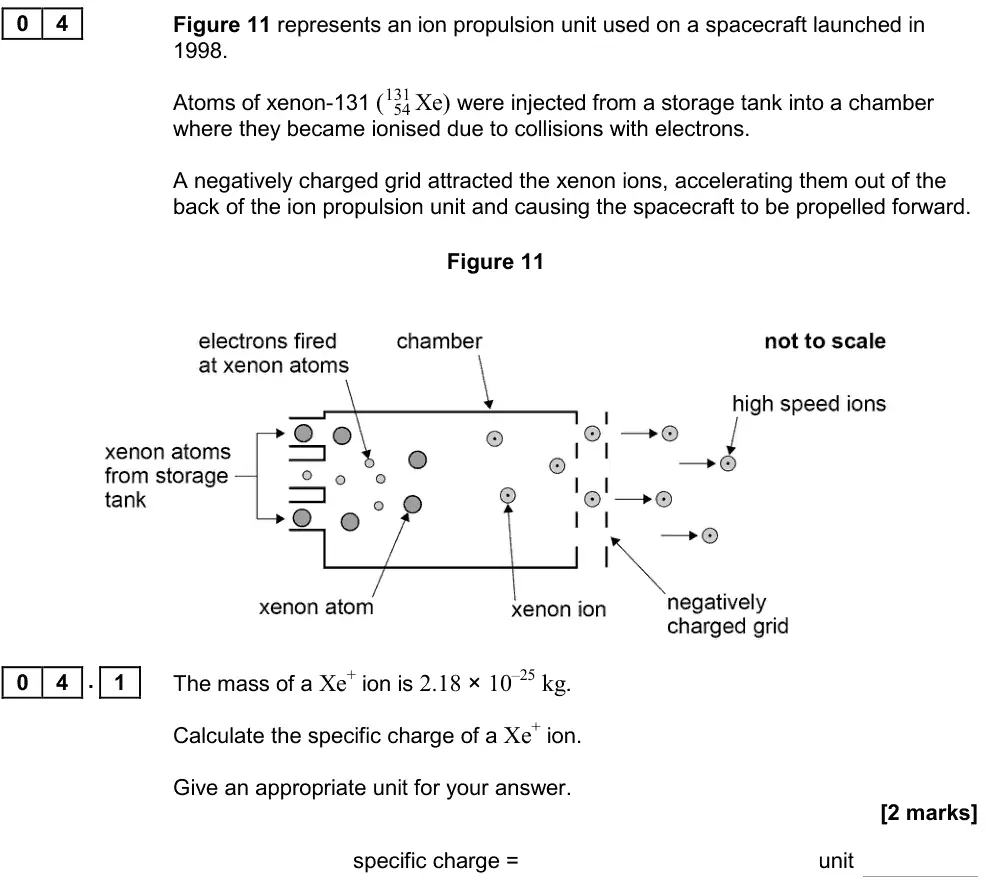 0 4
Figure 11 represents an ion propulsion unit used on a spacecraft launched in
1998.
Atoms of xenon-131 (¹³¹₅₄Xe) were injected from a storage tank into a chamber
where they became ionised due to collisions with electrons.
A negatively charged grid attracted the xenon ions, accelerating them out of the
back of the ion propulsion unit and causing the spacecraft to be propelled forward.
Figure 11
electrons fired
at xenon atoms
chamber
not to scale
high speed ions
xenon atoms
from storage
tank
xenon atom
xenon ion
negatively
charged grid
0 4 . 1
The mass of a Xe⁺ ion is 2.18 × 10⁻²⁵ kg.
Calculate the specific charge of a Xe⁺ ion.
Give an appropriate unit for your answer.
[2 marks]
specific charge = unit